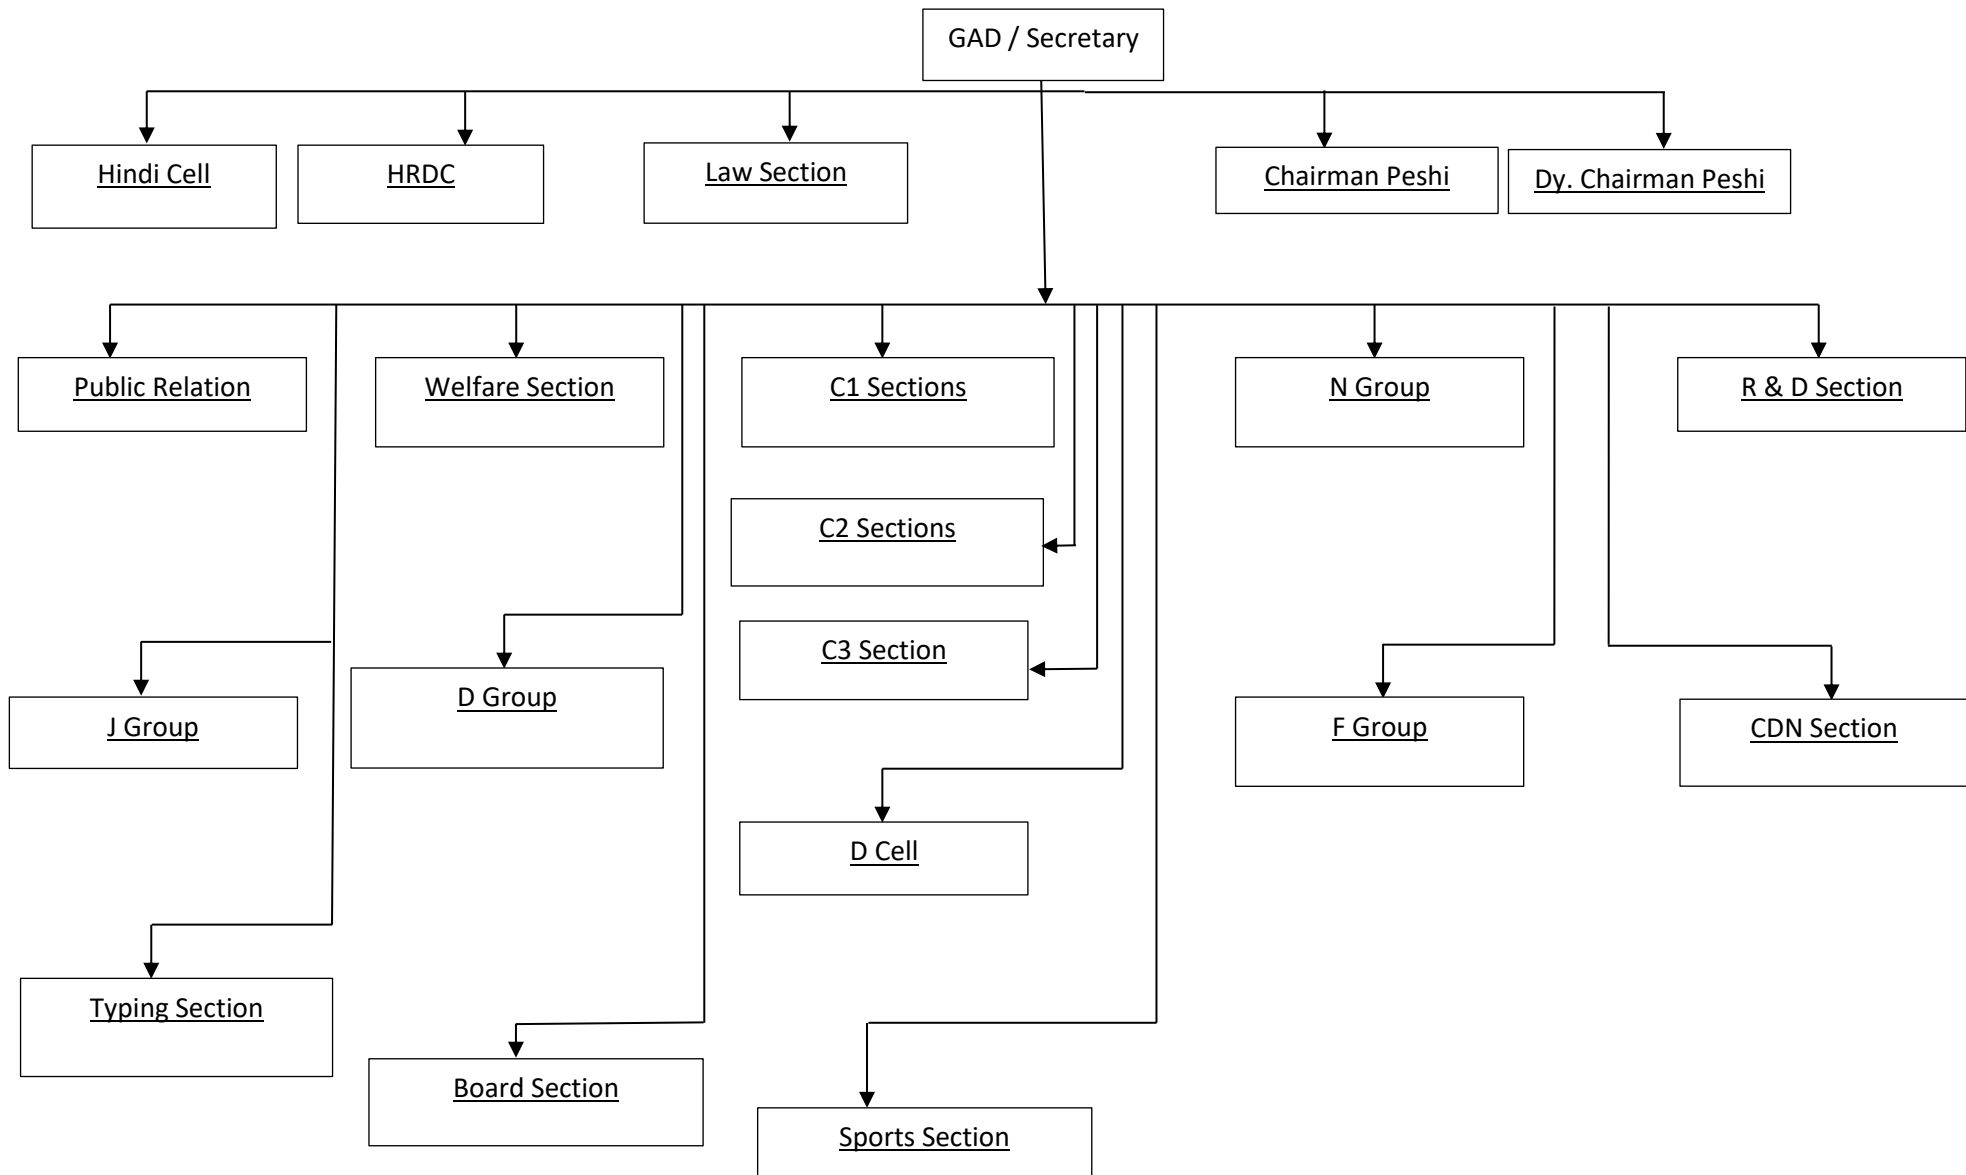 GAD / Secretary
Hindi Cell
HRDC
Law Section
Chairman Peshi
Dy. Chairman Peshi
Public Relation
Welfare Section
C1 Sections
N Group
R & D Section
C2 Sections
C3 Section
J Group
D Group
F Group
CDN Section
D Cell
Typing Section
Board Section
Sports Section